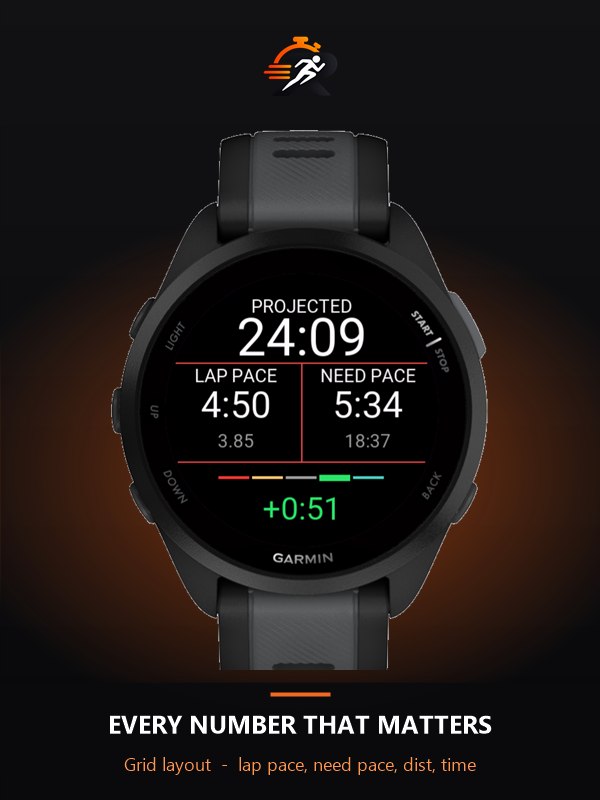 PROJECTED
24:09
LAP PACE
NEED PACE
4:50
5:34
3.85
18:37
+0:51
LIGHT
UP
DOWN
START
STOP
BACK
GARMIN
EVERY NUMBER THAT MATTERS
Grid layout - lap pace, need pace, dist, time